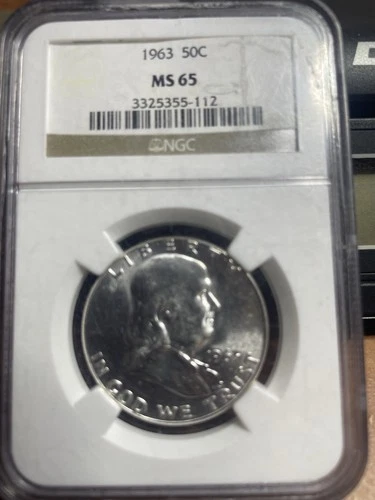 1963 50C
MS 65
3325355-112
NGC
LIBERTY
IN GOD WE TRUST